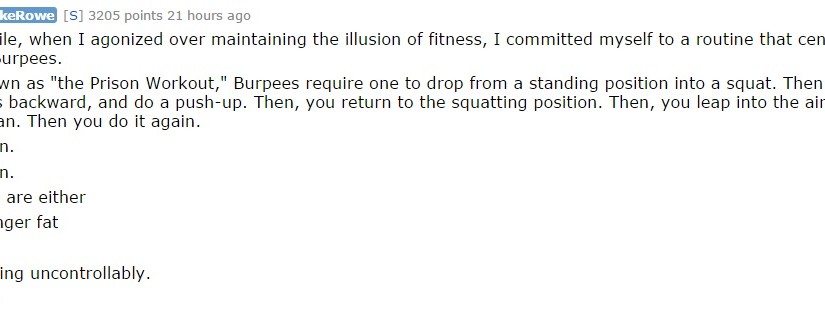 keRowe [S] 3205 points 21 hours ago
ile, when I agonized over maintaining the illusion of fitness, I committed myself to a routine that cen
urpees.
wn as "the Prison Workout," Burpees require one to drop from a standing position into a squat. Then
s backward, and do a push-up. Then, you return to the squatting position. Then, you leap into the air
an. Then you do it again.
n.
n.
are either
nger fat
ing uncontrollably.